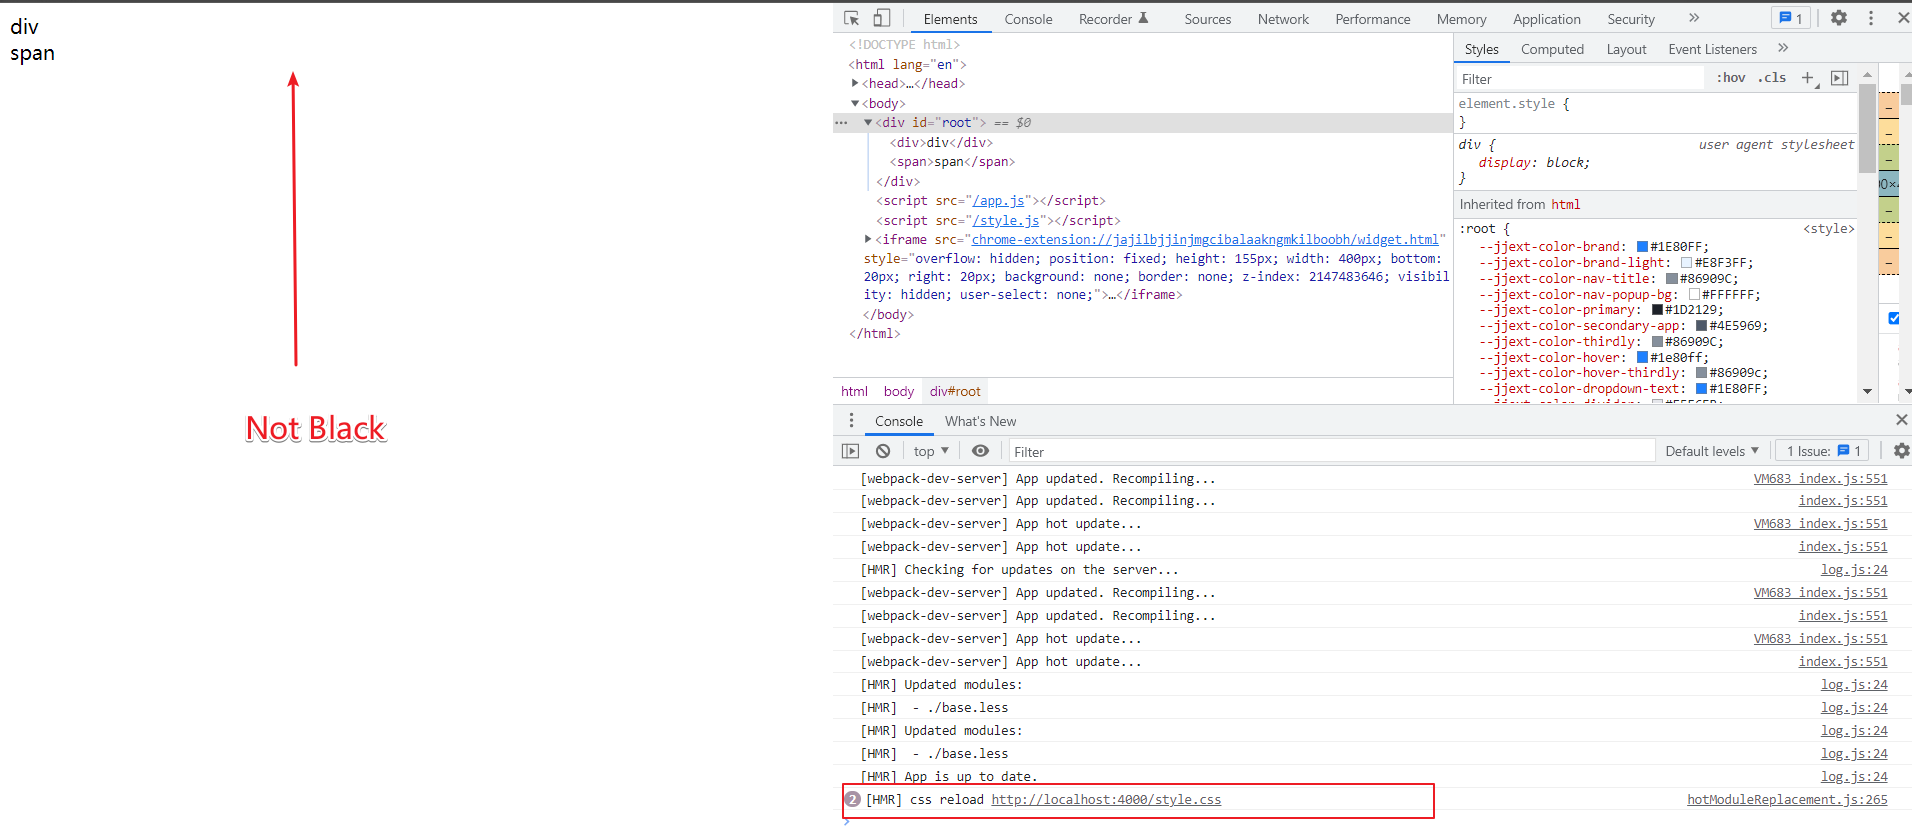 div
span
Not Black
Elements Console Recorder Sources Network Performance Memory Application Security » 1
<!DOCTYPE html>
<html lang="en">
<head>…</head>
<body>
··· <div id="root"> == $0
<div>div</div>
<span>span</span>
</div>
<script src="/app.js"></script>
<script src="/style.js"></script>
<iframe src="chrome-extension://jajilbjjinjmgcibalaakngmkilboobh/widget.html"
style="overflow: hidden; position: fixed; height: 155px; width: 400px; bottom:
20px; right: 20px; background: none; border: none; z-index: 2147483646; visibil
ity: hidden; user-select: none;">…</iframe>
</body>
</html>
html body div#root
Styles Computed Layout Event Listeners »
Filter :hov .cls +
element.style {
}
div { user agent stylesheet
display: block;
}
Inherited from html
:root { <style>
--jjext-color-brand: #1E80FF;
--jjext-color-brand-light: #E8F3FF;
--jjext-color-nav-title: #86909C;
--jjext-color-nav-popup-bg: #FFFFFF;
--jjext-color-primary: #1D2129;
--jjext-color-secondary-app: #4E5969;
--jjext-color-thirdly: #86909C;
--jjext-color-hover: #1e80ff;
--jjext-color-hover-thirdly: #86909c;
--jjext-color-dropdown-text: #1E80FF;
Console What's New
top Filter Default levels 1 Issue: 1
[webpack-dev-server] App updated. Recompiling... VM683 index.js:551
[webpack-dev-server] App updated. Recompiling... index.js:551
[webpack-dev-server] App hot update... VM683 index.js:551
[webpack-dev-server] App hot update... index.js:551
[HMR] Checking for updates on the server... log.js:24
[webpack-dev-server] App updated. Recompiling... VM683 index.js:551
[webpack-dev-server] App updated. Recompiling... index.js:551
[webpack-dev-server] App hot update... VM683 index.js:551
[webpack-dev-server] App hot update... index.js:551
[HMR] Updated modules: log.js:24
[HMR]  - ./base.less log.js:24
[HMR] Updated modules: log.js:24
[HMR]  - ./base.less log.js:24
[HMR] App is up to date. log.js:24
2 [HMR] css reload http://localhost:4000/style.css hotModuleReplacement.js:265